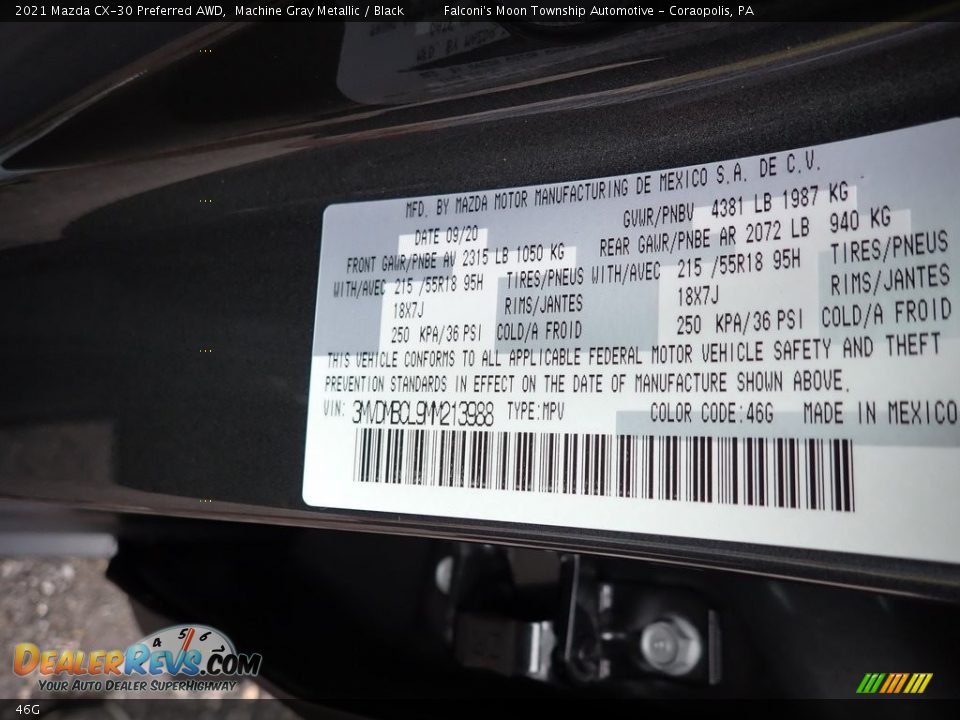 2021 Mazda CX-30 Preferred AWD, Machine Gray Metallic / Black Falconi's Moon Township Automotive - Coraopolis, PA
MFD. BY MAZDA MOTOR MANUFACTURING DE MEXICO S.A. DE C.V.
DATE 09/20 GVWR/PNBV 4381 LB 1987 KG
FRONT GAWR/PNBE AV 2315 LB 1050 KG REAR GAWR/PNBE AR 2072 LB 940 KG
WITH/AVEC 215 /55R18 95H TIRES/PNEUS WITH/AVEC 215 /55R18 95H TIRES/PNEUS
18X7J RIMS/JANTES 18X7J RIMS/JANTES
250 KPA/36 PSI COLD/A FROID 250 KPA/36 PSI COLD/A FROID
THIS VEHICLE CONFORMS TO ALL APPLICABLE FEDERAL MOTOR VEHICLE SAFETY AND THEFT
PREVENTION STANDARDS IN EFFECT ON THE DATE OF MANUFACTURE SHOWN ABOVE.
VIN: 3MVDMBCL9MM213988 TYPE:MPV COLOR CODE:46G MADE IN MEXICO
4 5 6
DEALERREVS.COM
YOUR AUTO DEALER SUPERHIGHWAY
46G